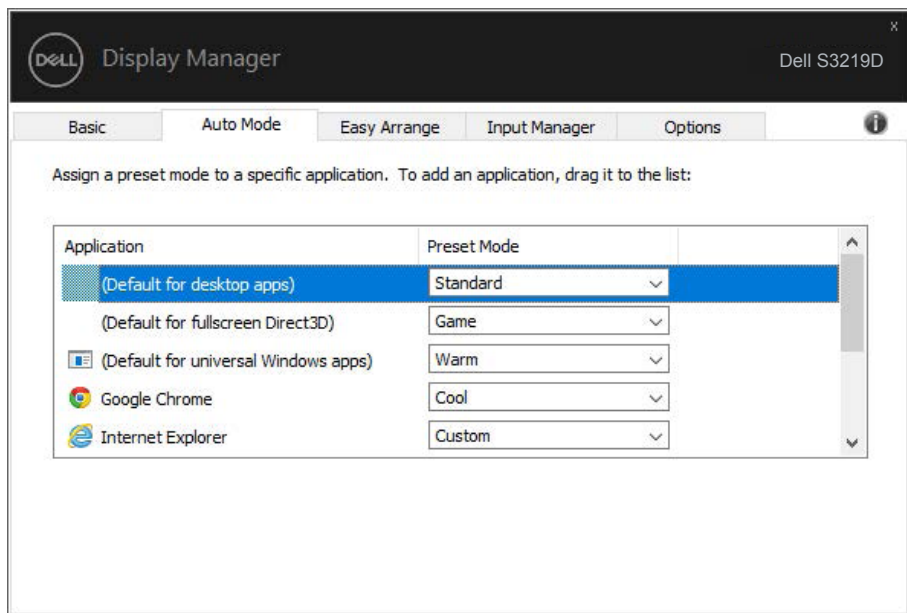 x
DELL Display Manager Dell S3219D
Basic Auto Mode Easy Arrange Input Manager Options
Assign a preset mode to a specific application. To add an application, drag it to the list:
Application Preset Mode
(Default for desktop apps) Standard
(Default for fullscreen Direct3D) Game
(Default for universal Windows apps) Warm
Google Chrome Cool
Internet Explorer Custom